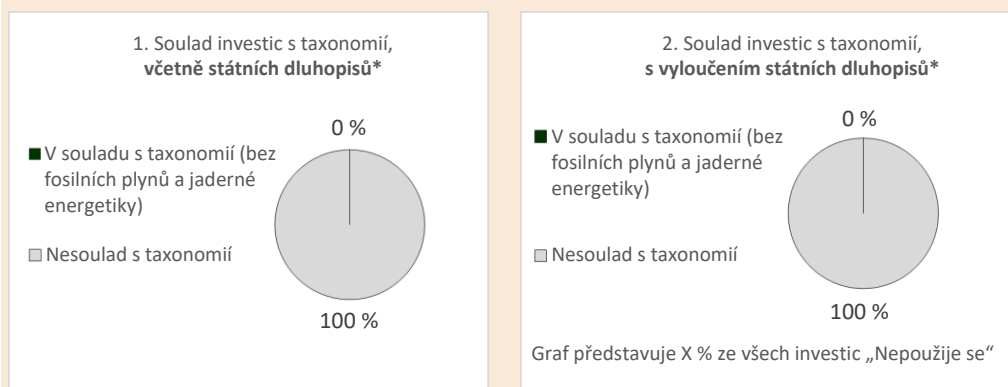 1. Soulad investic s taxonomií,
včetně státních dluhopisů*
0 %
V souladu s taxonomií (bez
fosilních plynů a jaderné
energetiky)
Nesoulad s taxonomií
100 %
2. Soulad investic s taxonomií,
s vyloučením státních dluhopisů*
0 %
V souladu s taxonomií (bez
fosilních plynů a jaderné
energetiky)
Nesoulad s taxonomií
100 %
Graf představuje X % ze všech investic „Nepoužije se“